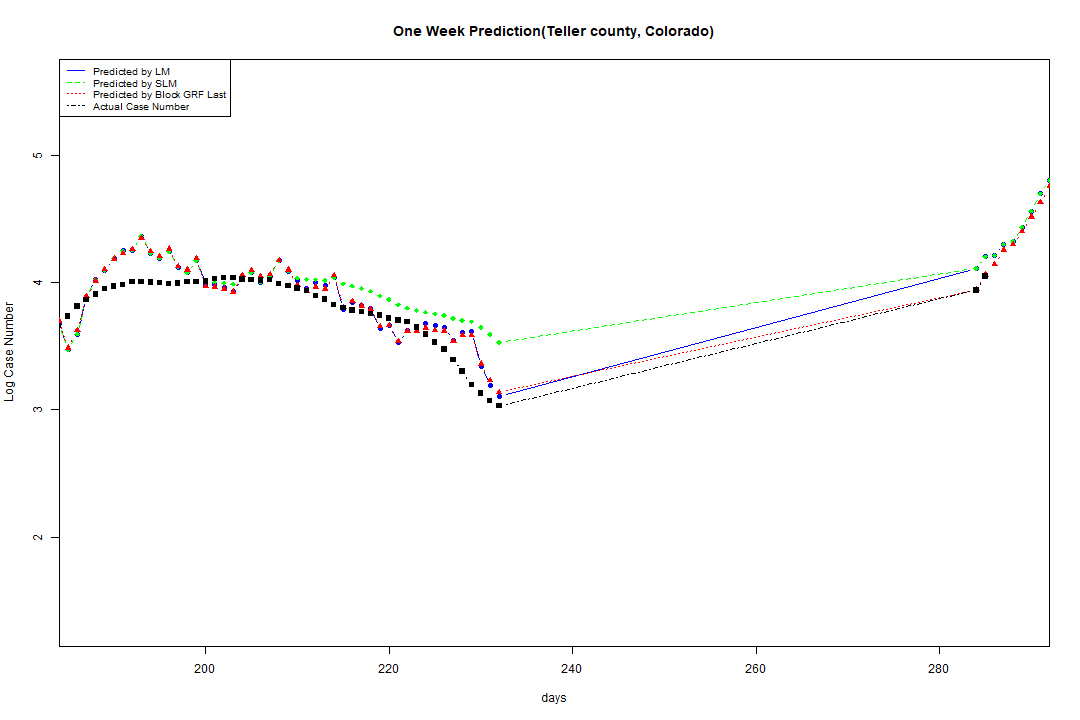 One Week Prediction(Teller county, Colorado)
Predicted by LM
Predicted by SLM
Predicted by Block GRF Last
Actual Case Number
5
4
3
2
Log Case Number
200
220
240
260
280
days